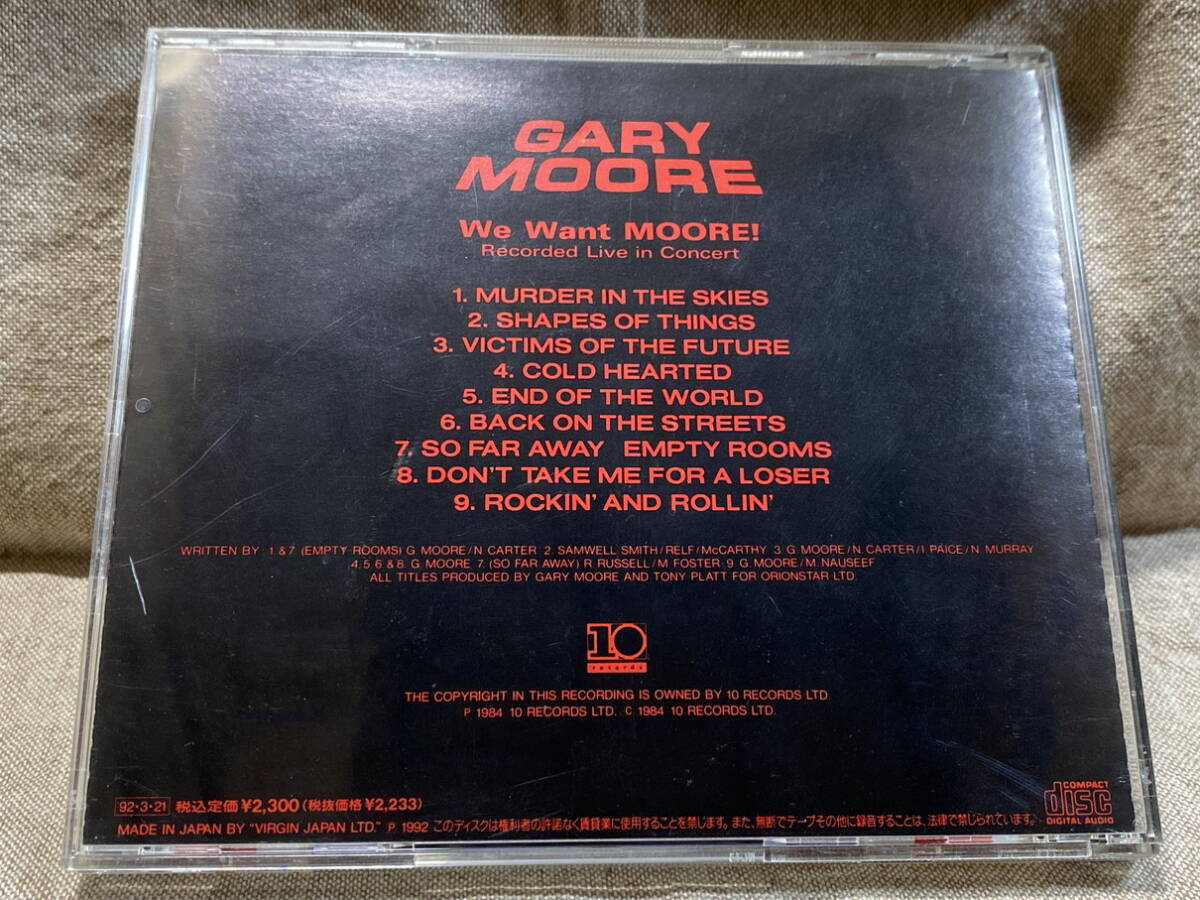 GARY
MOORE
We Want MOORE!
Recorded Live in Concert
1. MURDER IN THE SKIES
2. SHAPES OF THINGS
3. VICTIMS OF THE FUTURE
4. COLD HEARTED
5. END OF THE WORLD
6. BACK ON THE STREETS
7. SO FAR AWAY EMPTY ROOMS
8. DON'T TAKE ME FOR A LOSER
9. ROCKIN' AND ROLLIN'
WRITTEN BY 1 & 7 (EMPTY ROOMS) G. MOORE/N CARTER 2. SAMWELL SMITH/RELF/McCARTHY 3. G. MOORE/N. CARTER/I. PAICE/N. MURRAY
4.5.6 & 8. G. MOORE 7. (SO FAR AWAY) R. RUSSELL/M. FOSTER 9. G. MOORE/M. NAUSEEF
ALL TITLES PRODUCED BY GARY MOORE AND TONY PLATT FOR ORIONSTAR LTD.
10
records
THE COPYRIGHT IN THIS RECORDING IS OWNED BY 10 RECORDS LTD.
P 1984 10 RECORDS LTD. C 1984 10 RECORDS LTD.
92・3・21 税込定価¥2,300(税抜価格¥2,233)
MADE IN JAPAN BY "VIRGIN JAPAN LTD." P 1992 このディスクは権利者の許諾なく賃貸業に使用することを禁じます。また、無断でテープその他に録音することは、法律で禁じられています。
COMPACT
disc
DIGITAL AUDIO